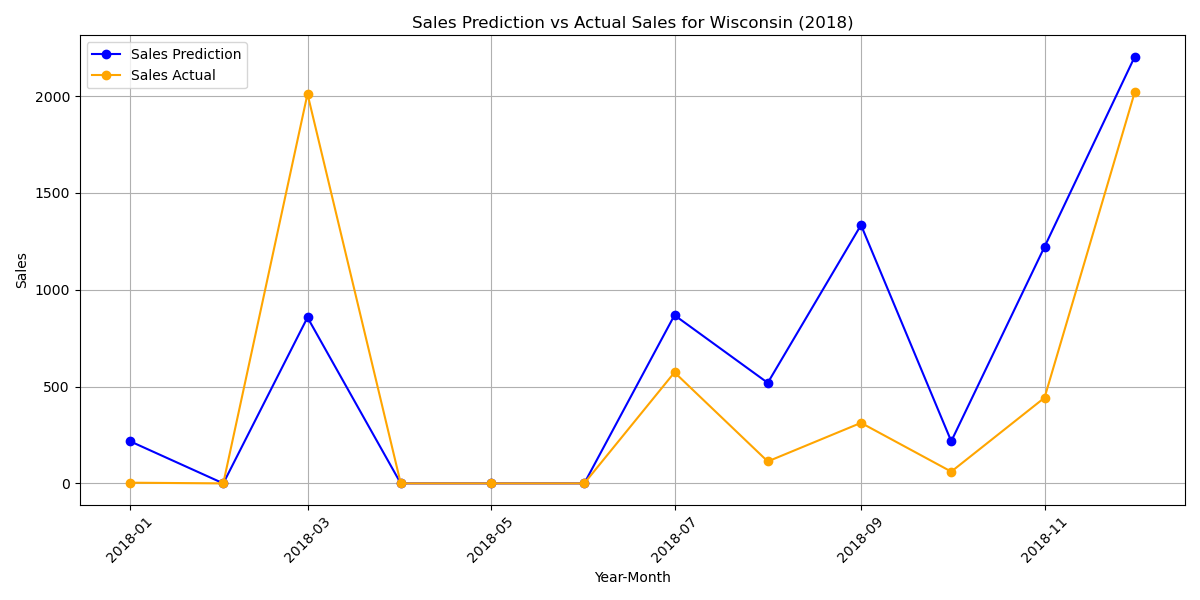 Sales Prediction vs Actual Sales for Wisconsin (2018)
Sales Prediction
Sales Actual
2000
1500
1000
500
0
Sales
2018-01
2018-03
2018-05
2018-07
2018-09
2018-11
Year-Month